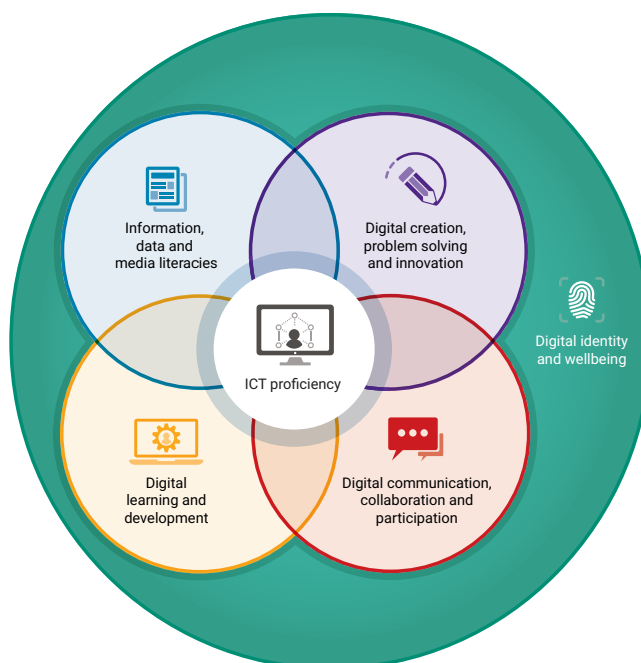 Information,
data and
media literacies
Digital creation,
problem solving
and innovation
Digital identity
and wellbeing
ICT proficiency
Digital
learning and
development
Digital communication,
collaboration and
participation